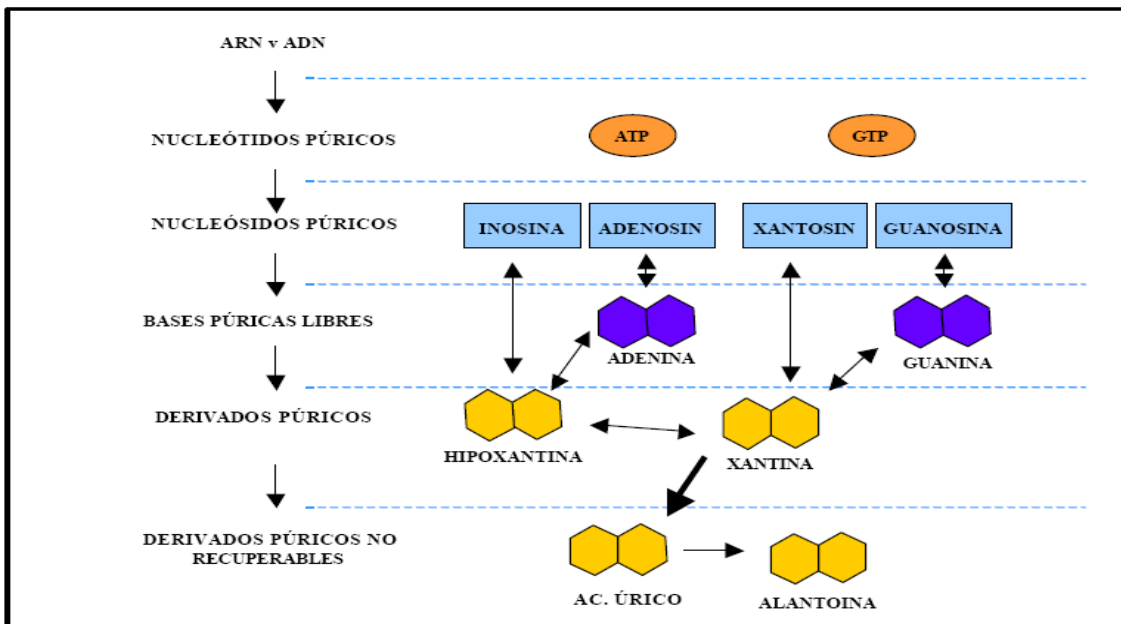 ARN v ADN
NUCLEÓTIDOS PÚRICOS
ATP
GTP
NUCLEÓSIDOS PÚRICOS
INOSINA
ADENOSIN
XANTOSIN
GUANOSINA
BASES PÚRICAS LIBRES
ADENINA
GUANINA
DERIVADOS PÚRICOS
HIPOXANTINA
XANTINA
DERIVADOS PÚRICOS NO
RECUPERABLES
AC. ÚRICO
ALANTOINA